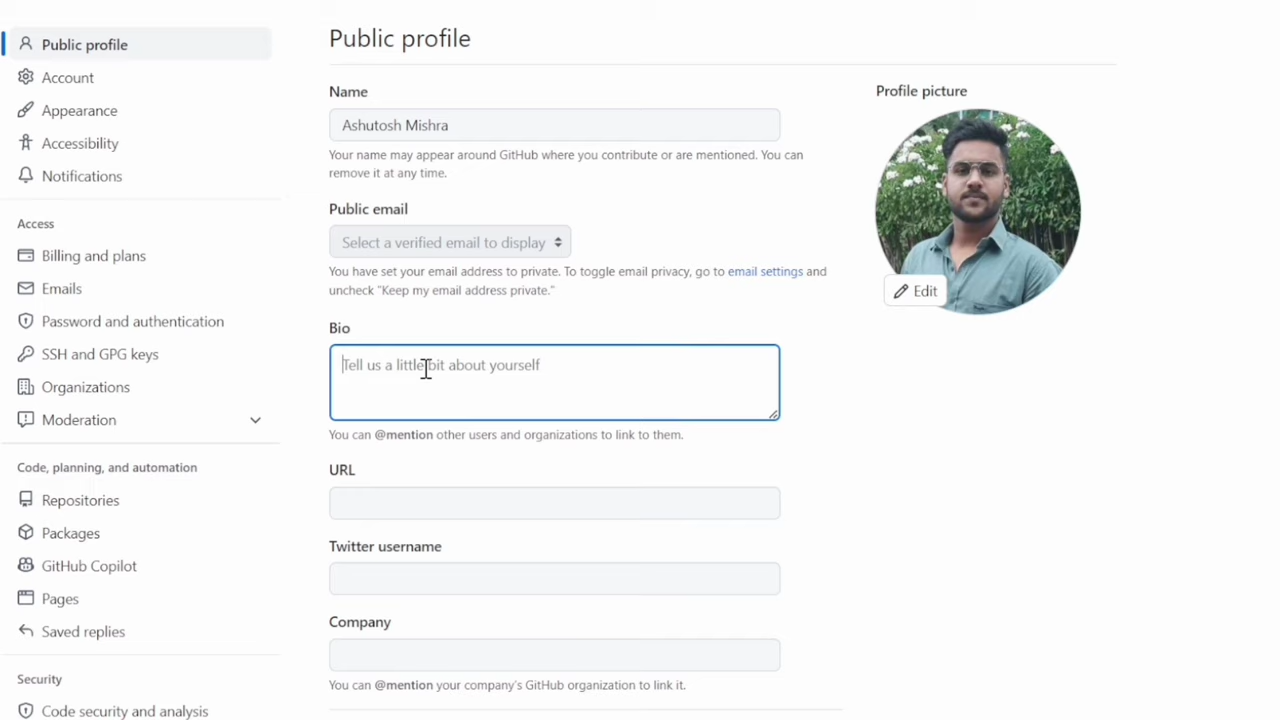 Public profile
Account
Appearance
Accessibility
Notifications
Access
Billing and plans
Emails
Password and authentication
SSH and GPG keys
Organizations
Moderation
Code, planning, and automation
Repositories
Packages
GitHub Copilot
Pages
Saved replies
Security
Code security and analysis
Public profile
Name
Ashutosh Mishra
Your name may appear around GitHub where you contribute or are mentioned. You can
remove it at any time.
Public email
Select a verified email to display
You have set your email address to private. To toggle email privacy, go to email settings and
uncheck "Keep my email address private."
Bio
Tell us a little bit about yourself
You can @mention other users and organizations to link to them.
URL
Twitter username
Company
You can @mention your company's GitHub organization to link it.
Profile picture
Edit